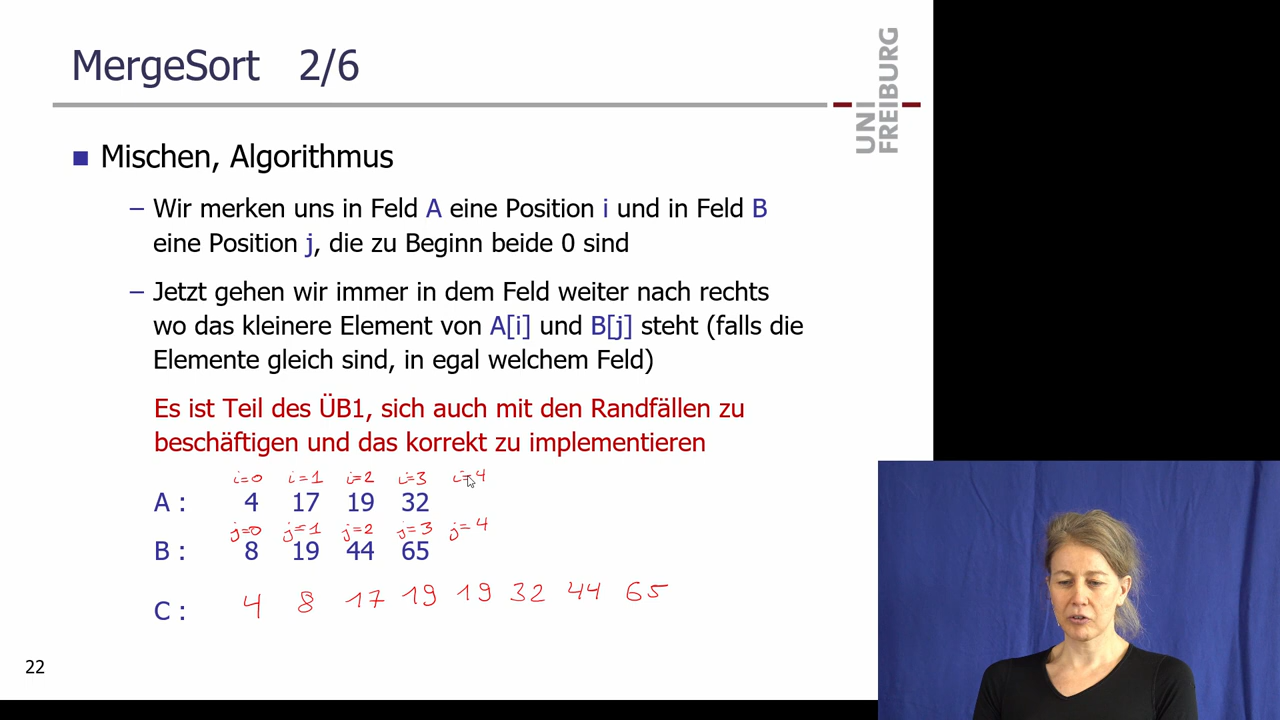 MergeSort 2/6
UNI
FREIBURG
Mischen, Algorithmus
– Wir merken uns in Feld A eine Position i und in Feld B
eine Position j, die zu Beginn beide 0 sind
– Jetzt gehen wir immer in dem Feld weiter nach rechts
wo das kleinere Element von A[i] und B[j] steht (falls die
Elemente gleich sind, in egal welchem Feld)
Es ist Teil des ÜB1, sich auch mit den Randfällen zu
beschäftigen und das korrekt zu implementieren
i=0 i=1 i=2 i=3 i=4
A : 4 17 19 32
j=0 j=1 j=2 j=3 j=4
B : 8 19 44 65
C : 4 8 17 19 19 32 44 65
22